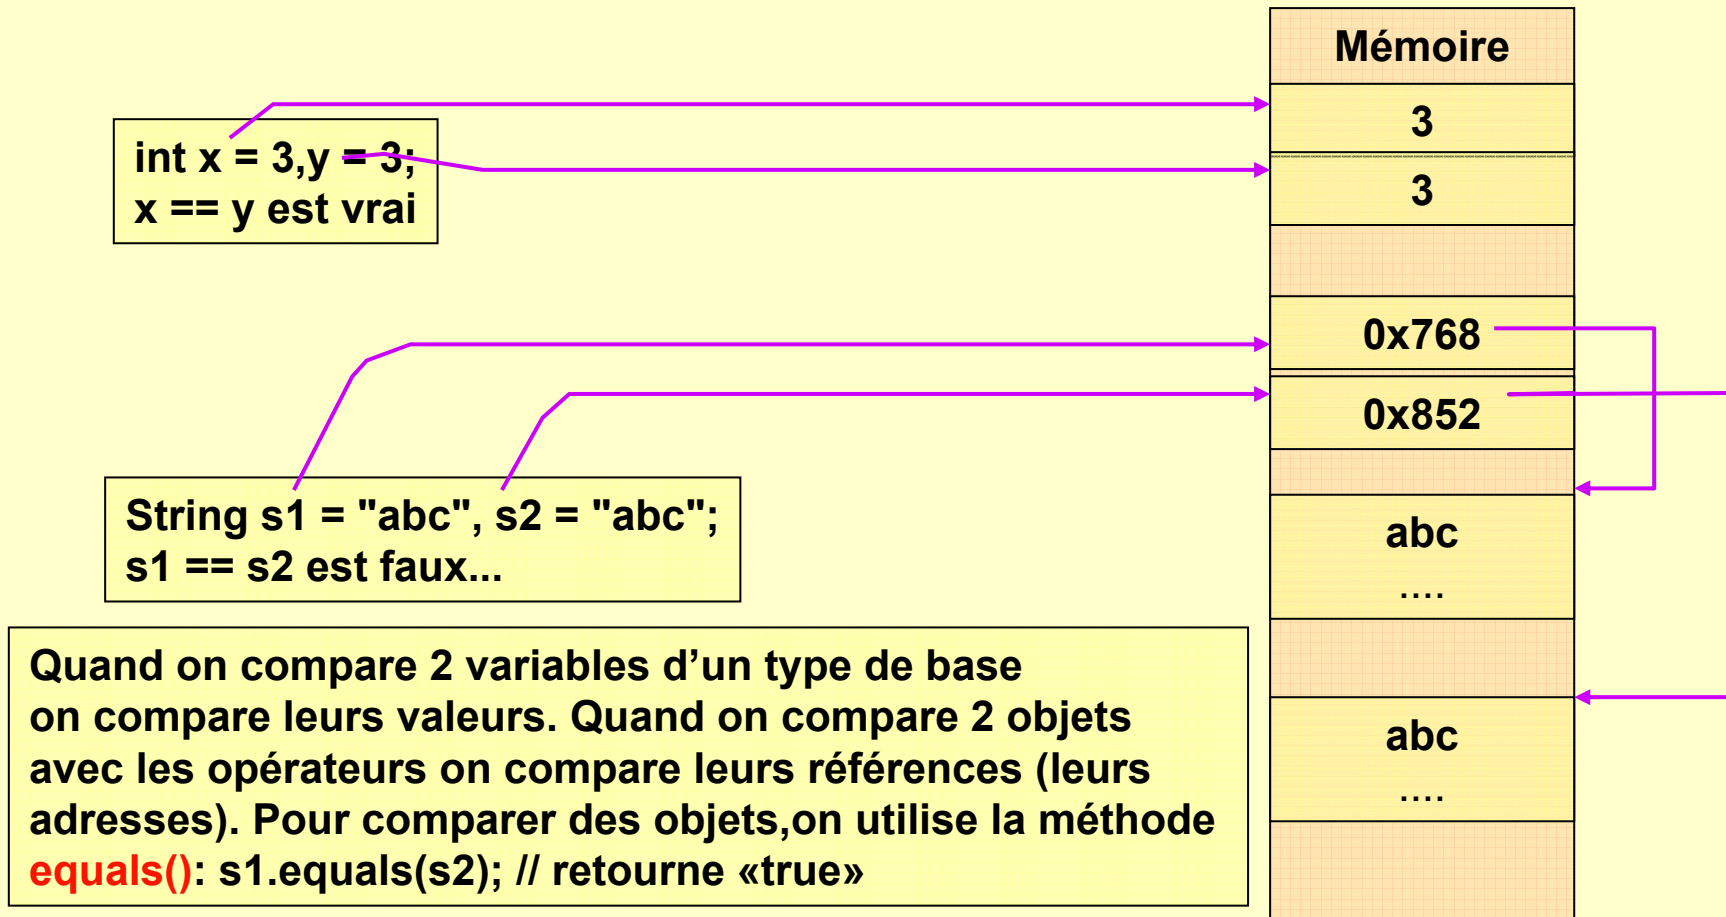 Mémoire
3
3
int x = 3,y = 3;
x == y est vrai
0x768
0x852
String s1 = "abc", s2 = "abc";
s1 == s2 est faux...
abc
....
abc
....
Quand on compare 2 variables d’un type de base
on compare leurs valeurs. Quand on compare 2 objets
avec les opérateurs on compare leurs références (leurs
adresses). Pour comparer des objets,on utilise la méthode
equals(): s1.equals(s2); // retourne «true»